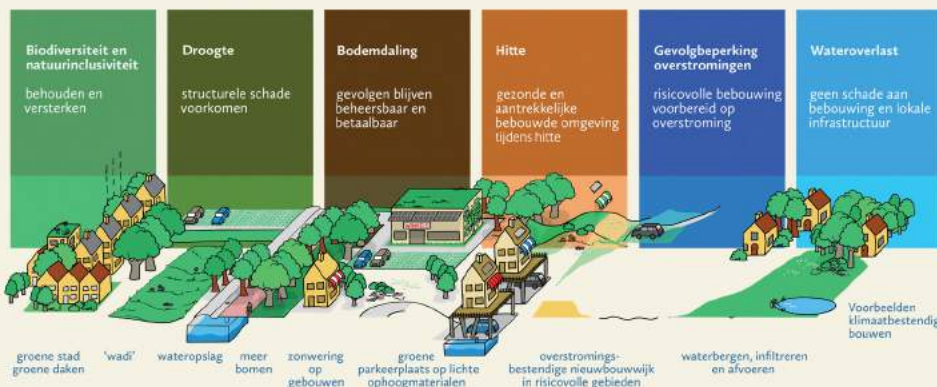 Biodiversiteit en
natuurinclusiviteit
behouden en
versterken
Droogte
structurele schade
voorkomen
Bodemdaling
gevolgen blijven
beheersbaar en
betaalbaar
Hitte
gezonde en
aantrekkelijke
bebouwde omgeving
tijdens hitte
Gevolgbeperking
overstromingen
risicovolle bebouwing
voorbereid op
overstroming
Wateroverlast
geen schade aan
bebouwing en lokale
infrastructuur
groene stad
groene daken
'wadi'
wateropslag
meer
bomen
zonwering
op
gebouwen
groene
parkeerplaats op lichte
ophoogmaterialen
overstromings-
bestendige nieuwbouwwijk
in risicovolle gebieden
waterbergen, infiltreren
en afvoeren
Voorbeelden
klimaatbestendig
bouwen